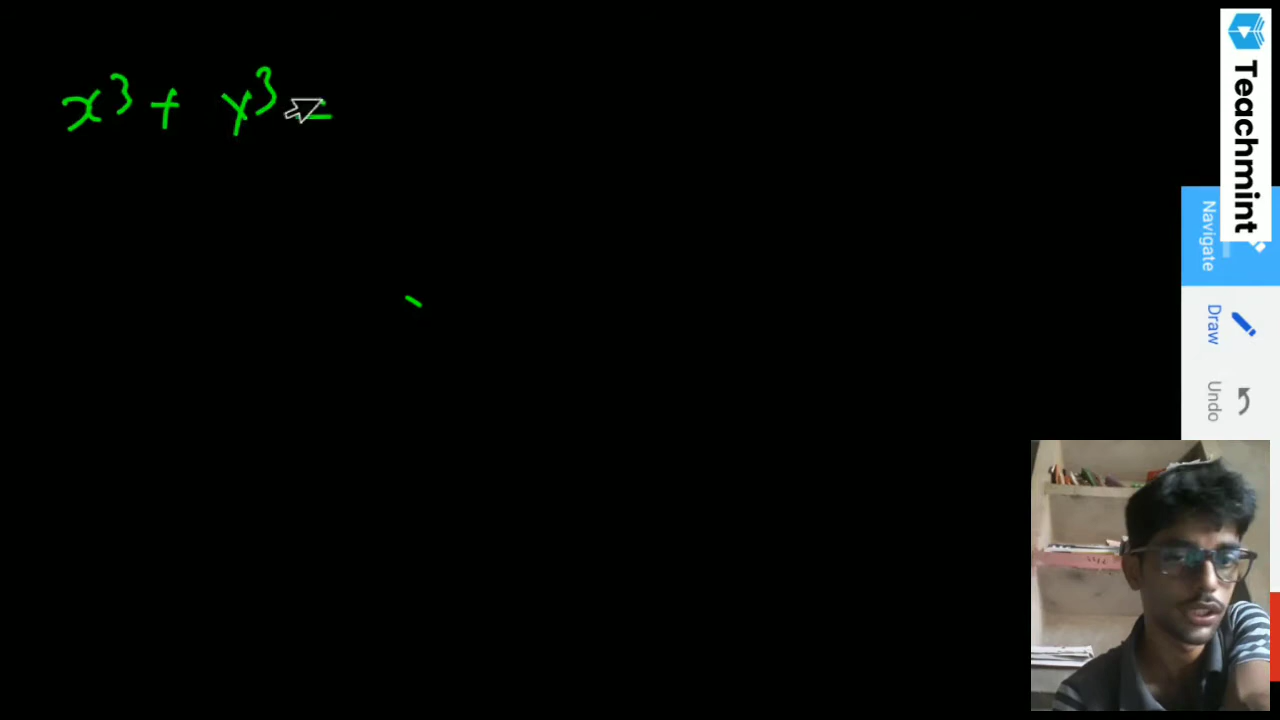 x³ + y³ =
Teachmint
Navigate
Draw
Undo